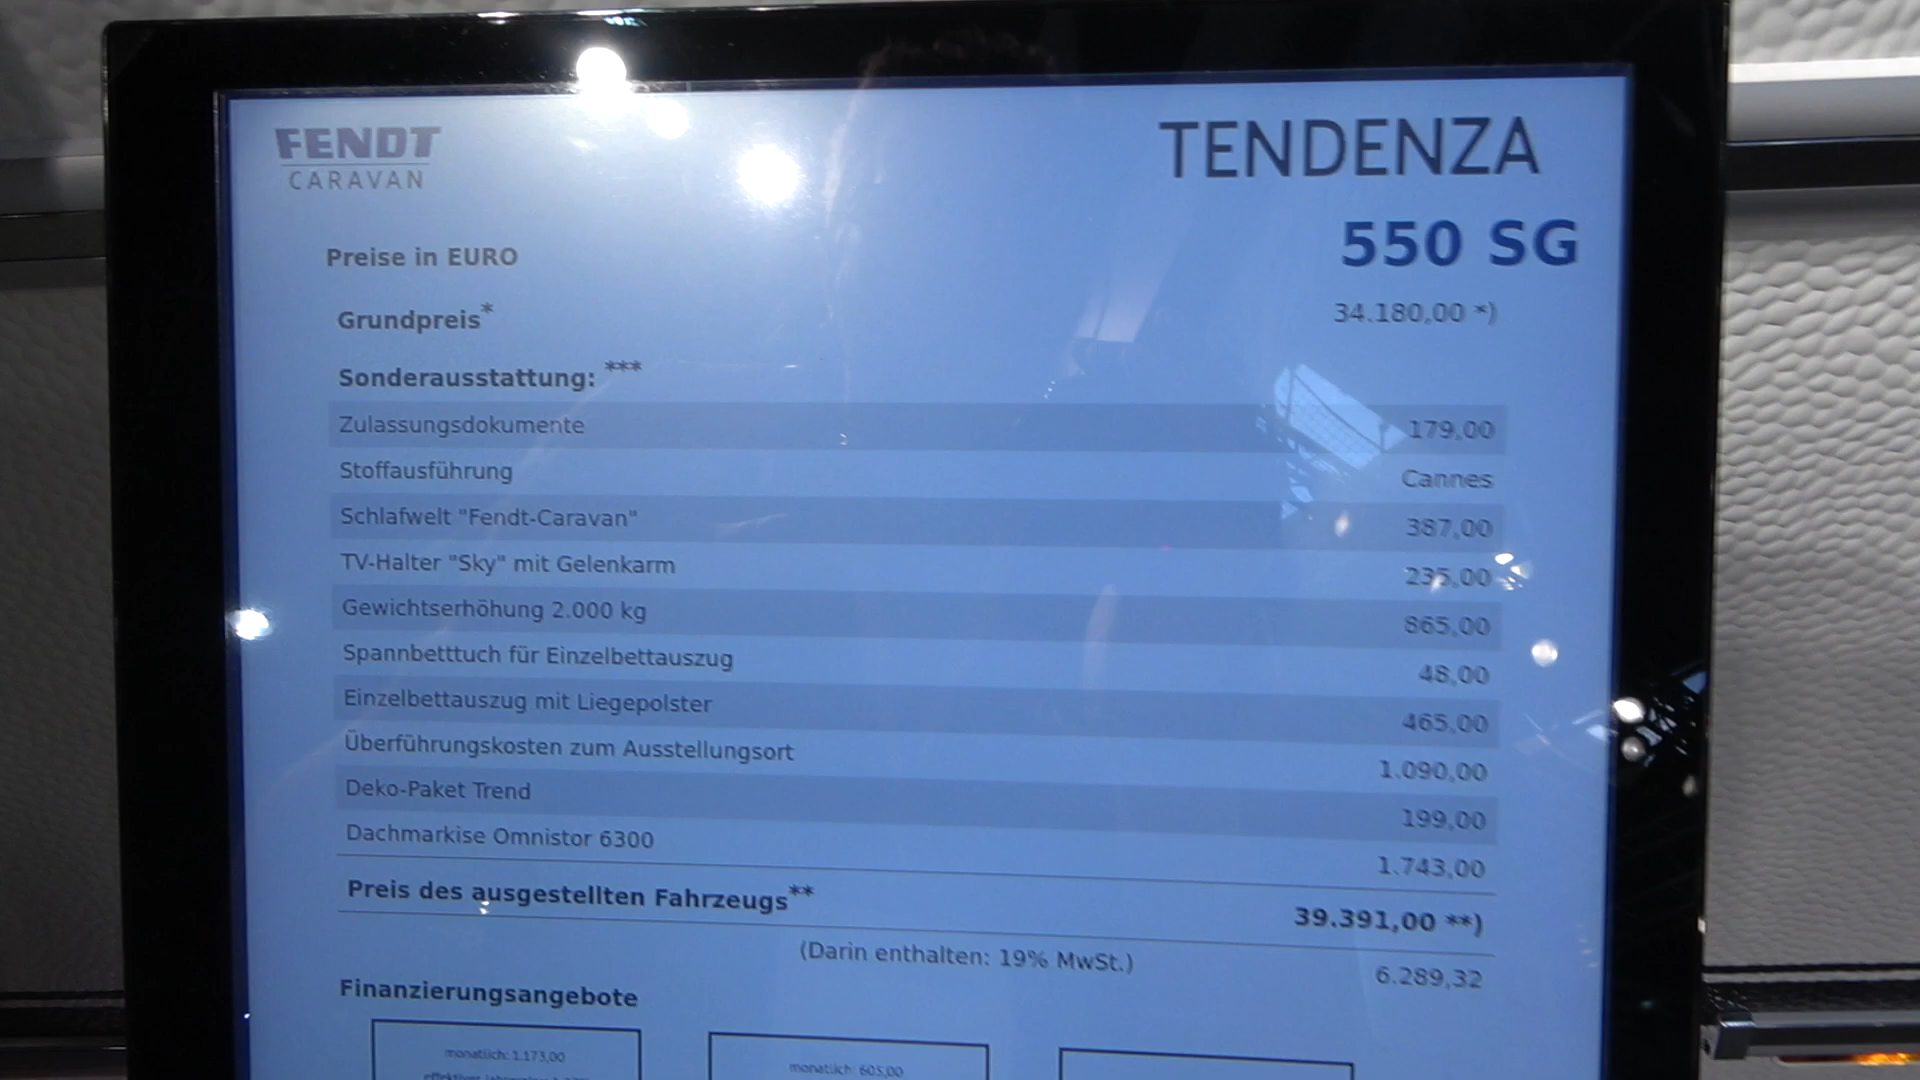 FENDT
CARAVAN
TENDENZA
550 SG
Preise in EURO
Grundpreis* 34.180,00 *)
Sonderausstattung: ***
Zulassungsdokumente 179,00
Stoffausführung Cannes
Schlafwelt "Fendt-Caravan" 387,00
TV-Halter "Sky" mit Gelenkarm 235,00
Gewichtserhöhung 2.000 kg 865,00
Spannbetttuch für Einzelbettauszug 48,00
Einzelbettauszug mit Liegepolster 465,00
Überführungskosten zum Ausstellungsort 1.090,00
Deko-Paket Trend 199,00
Dachmarkise Omnistor 6300 1.743,00
Preis des ausgestellten Fahrzeugs** 39.391,00 **)
(Darin enthalten: 19% MwSt.) 6.289,32
Finanzierungsangebote
monatlich: 1.173,00
monatlich: 605,00